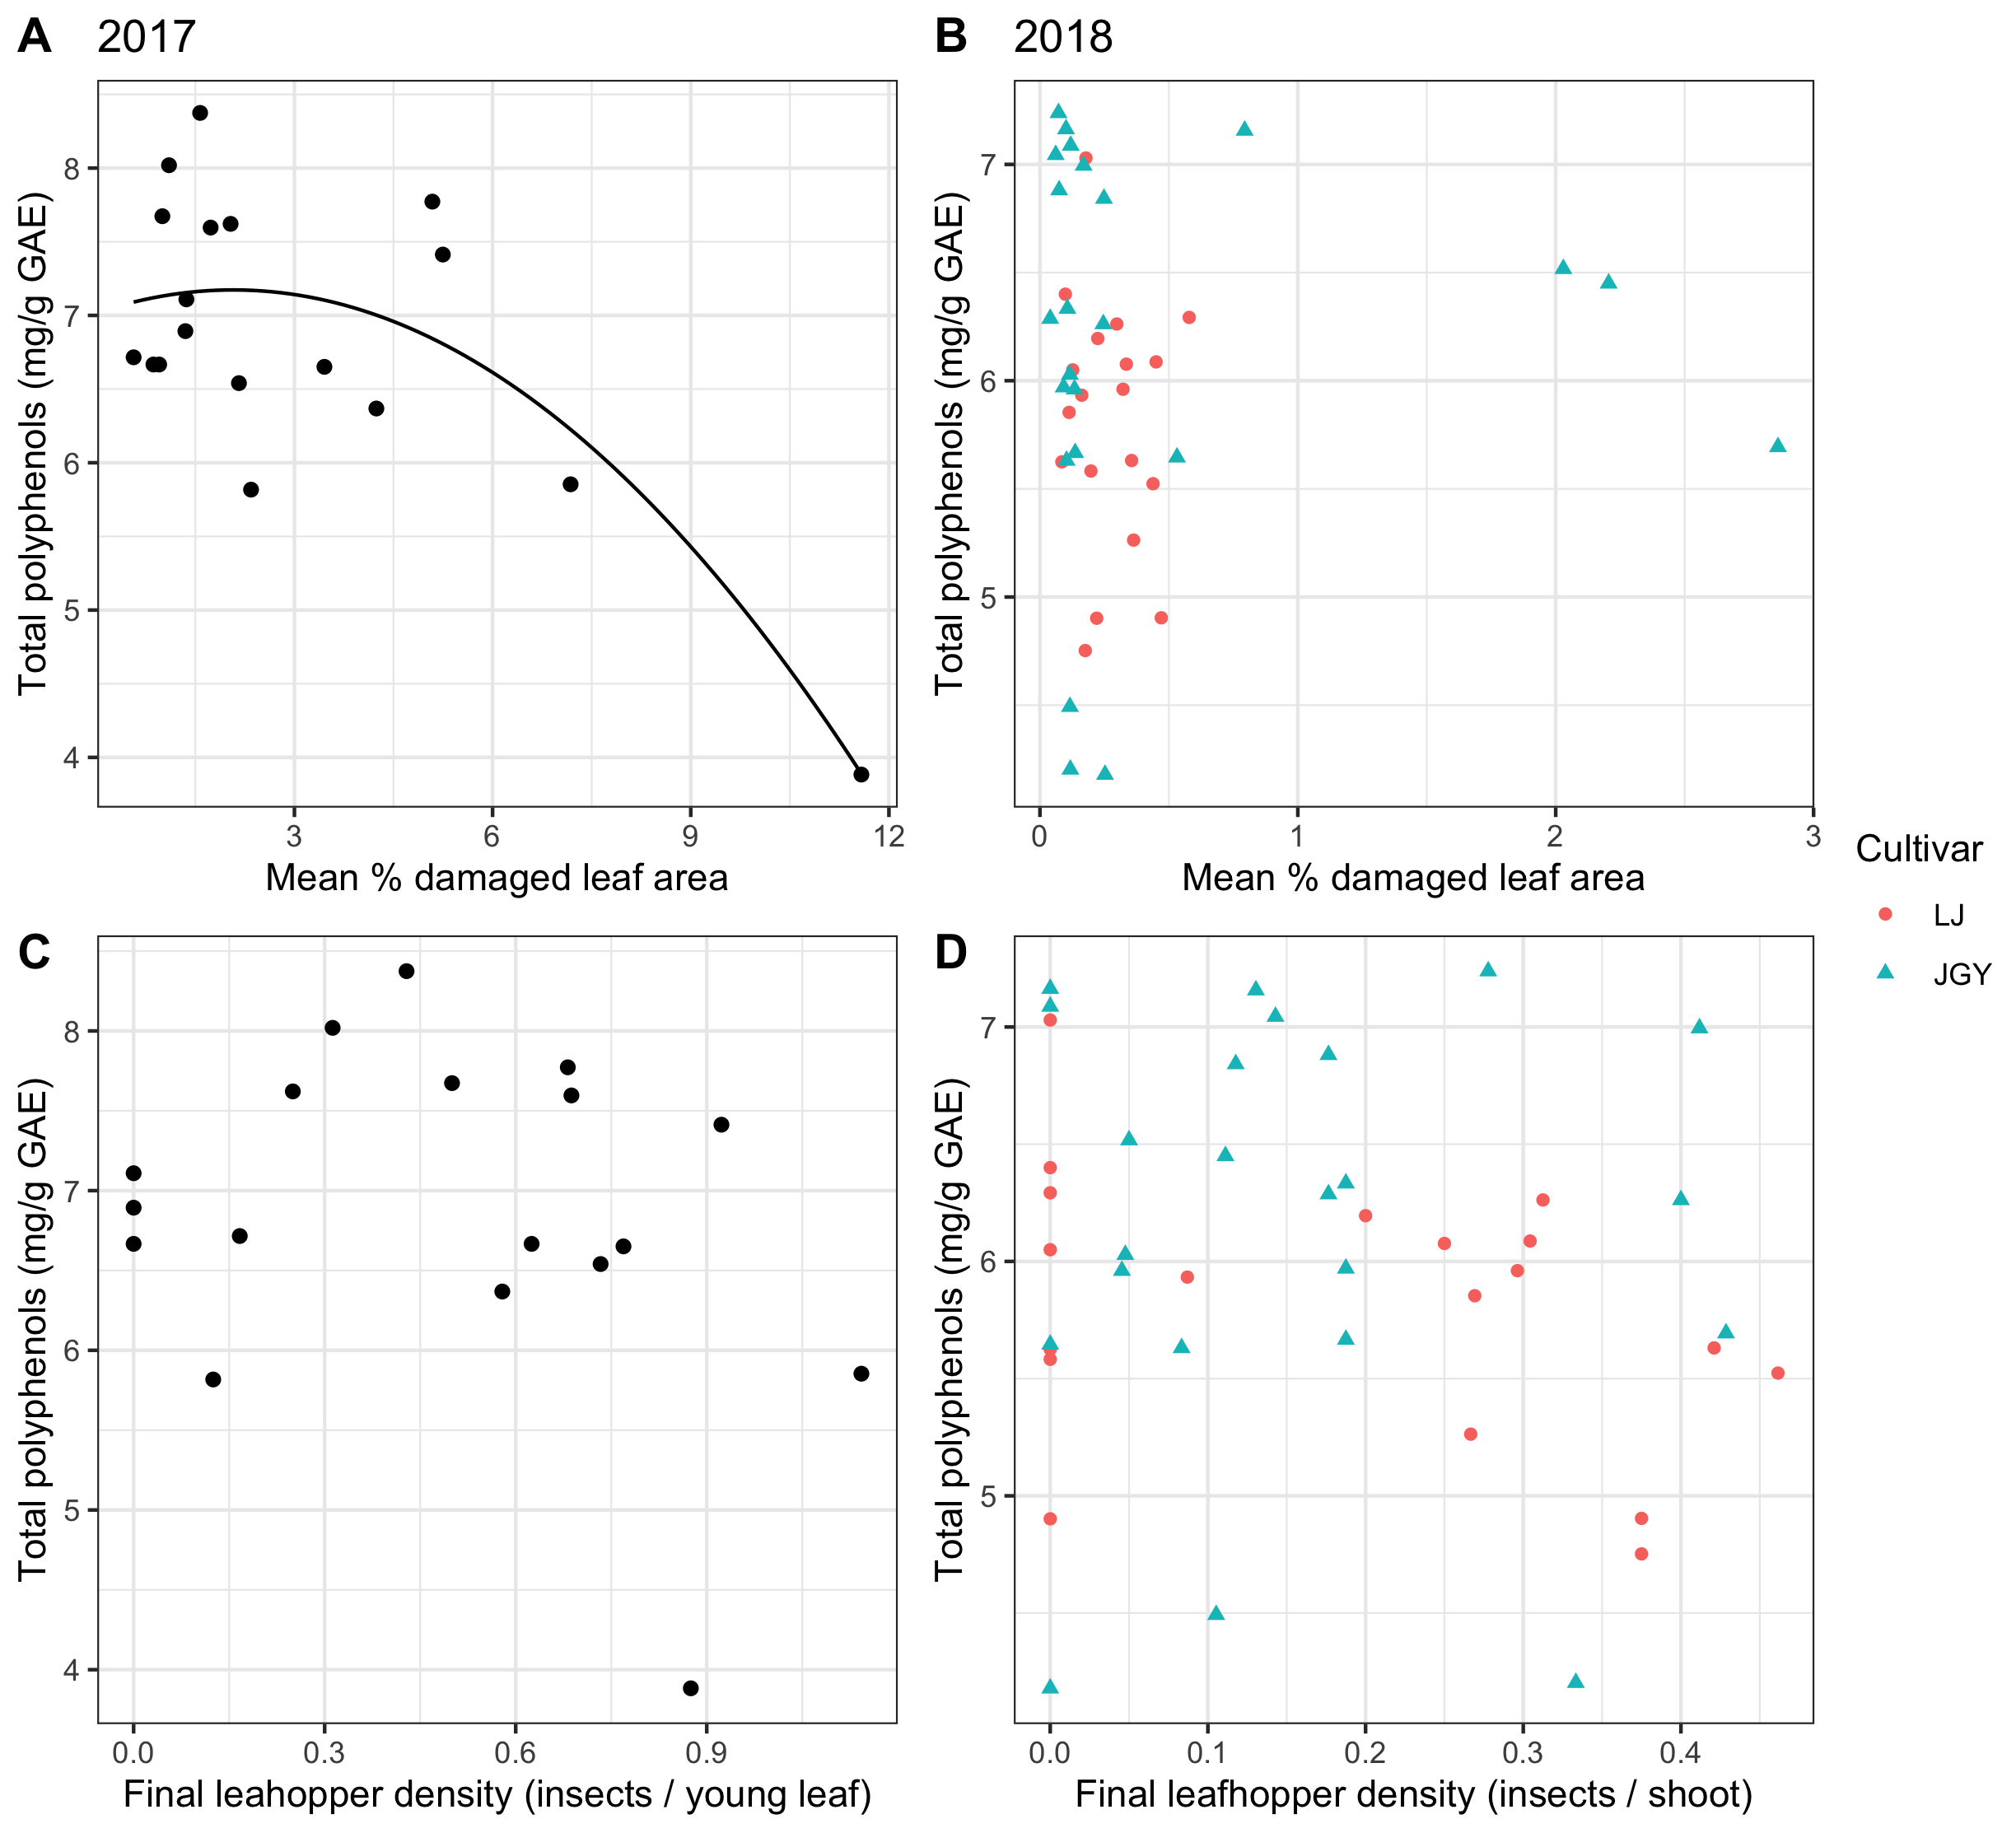 A 2017
Total polyphenols (mg/g GAE)
8
7
6
5
4
3 6 9 12
Mean % damaged leaf area
B 2018
Total polyphenols (mg/g GAE)
7
6
5
0 1 2 3
Mean % damaged leaf area
C
Total polyphenols (mg/g GAE)
8
7
6
5
4
0.0 0.3 0.6 0.9
Final leahopper density (insects / young leaf)
D
Total polyphenols (mg/g GAE)
7
6
5
0.0 0.1 0.2 0.3 0.4
Final leafhopper density (insects / shoot)
Cultivar
LJ
JGY